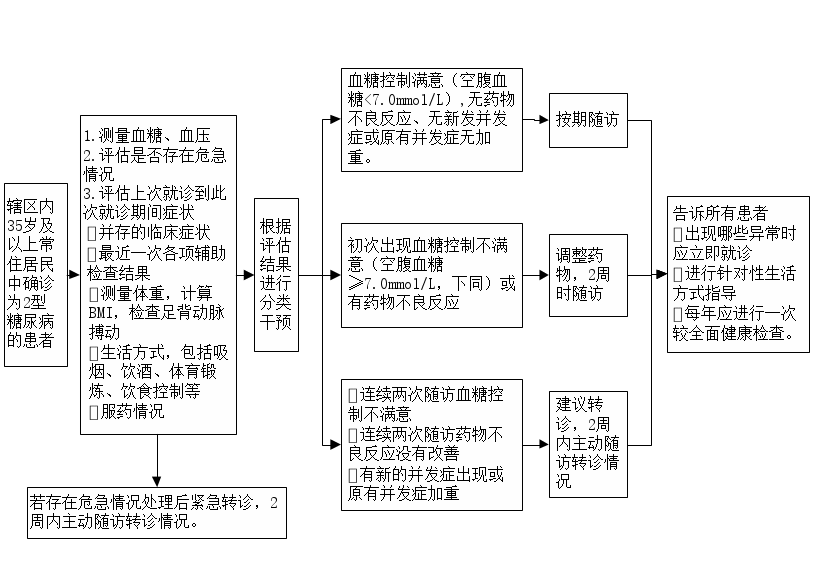 辖区内
35岁及
以上常
住居民
中确诊
为2型
糖尿病
的患者
1.测量血糖、血压
2.评估是否存在危急
情况
3.评估上次就诊到此
次就诊期间症状
并存的临床症状
最近一次各项辅助
检查结果
测量体重，计算
BMI，检查足背动脉
搏动
生活方式，包括吸
烟、饮酒、体育锻
炼、饮食控制等
服药情况
若存在危急情况处理后紧急转诊，2
周内主动随访转诊情况。
根据
评估
结果
进行
分类
干预
血糖控制满意（空腹血
糖<7.0mmol/L）,无药物
不良反应、无新发并发
症或原有并发症无加
重。
按期随访
初次出现血糖控制不满
意（空腹血糖
≥7.0mmol/L，下同）或
有药物不良反应
调整药
物，2周
时随访
连续两次随访血糖控
制不满意
连续两次随访药物不
良反应没有改善
有新的并发症出现或
原有并发症加重
建议转
诊，2周
内主动随
访转诊情
况
告诉所有患者
出现哪些异常时
应立即就诊
进行针对性生活
方式指导
每年应进行一次
较全面健康检查。